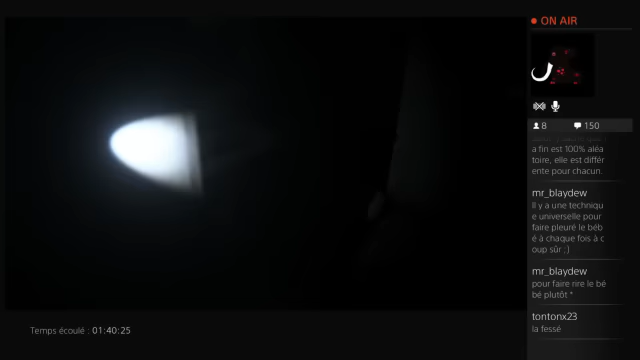 ON AIR
8 150
a fin est 100% aléa
toire, elle est différ
ente pour chacun.
mr_blaydew
Il y a une techniqu
e universelle pour
faire pleuré le béb
é à chaque fois à c
oup sûr ;)
mr_blaydew
pour faire rire le bé
bé plutôt *
tontonx23
la fessé
Temps écoulé : 01:40:25